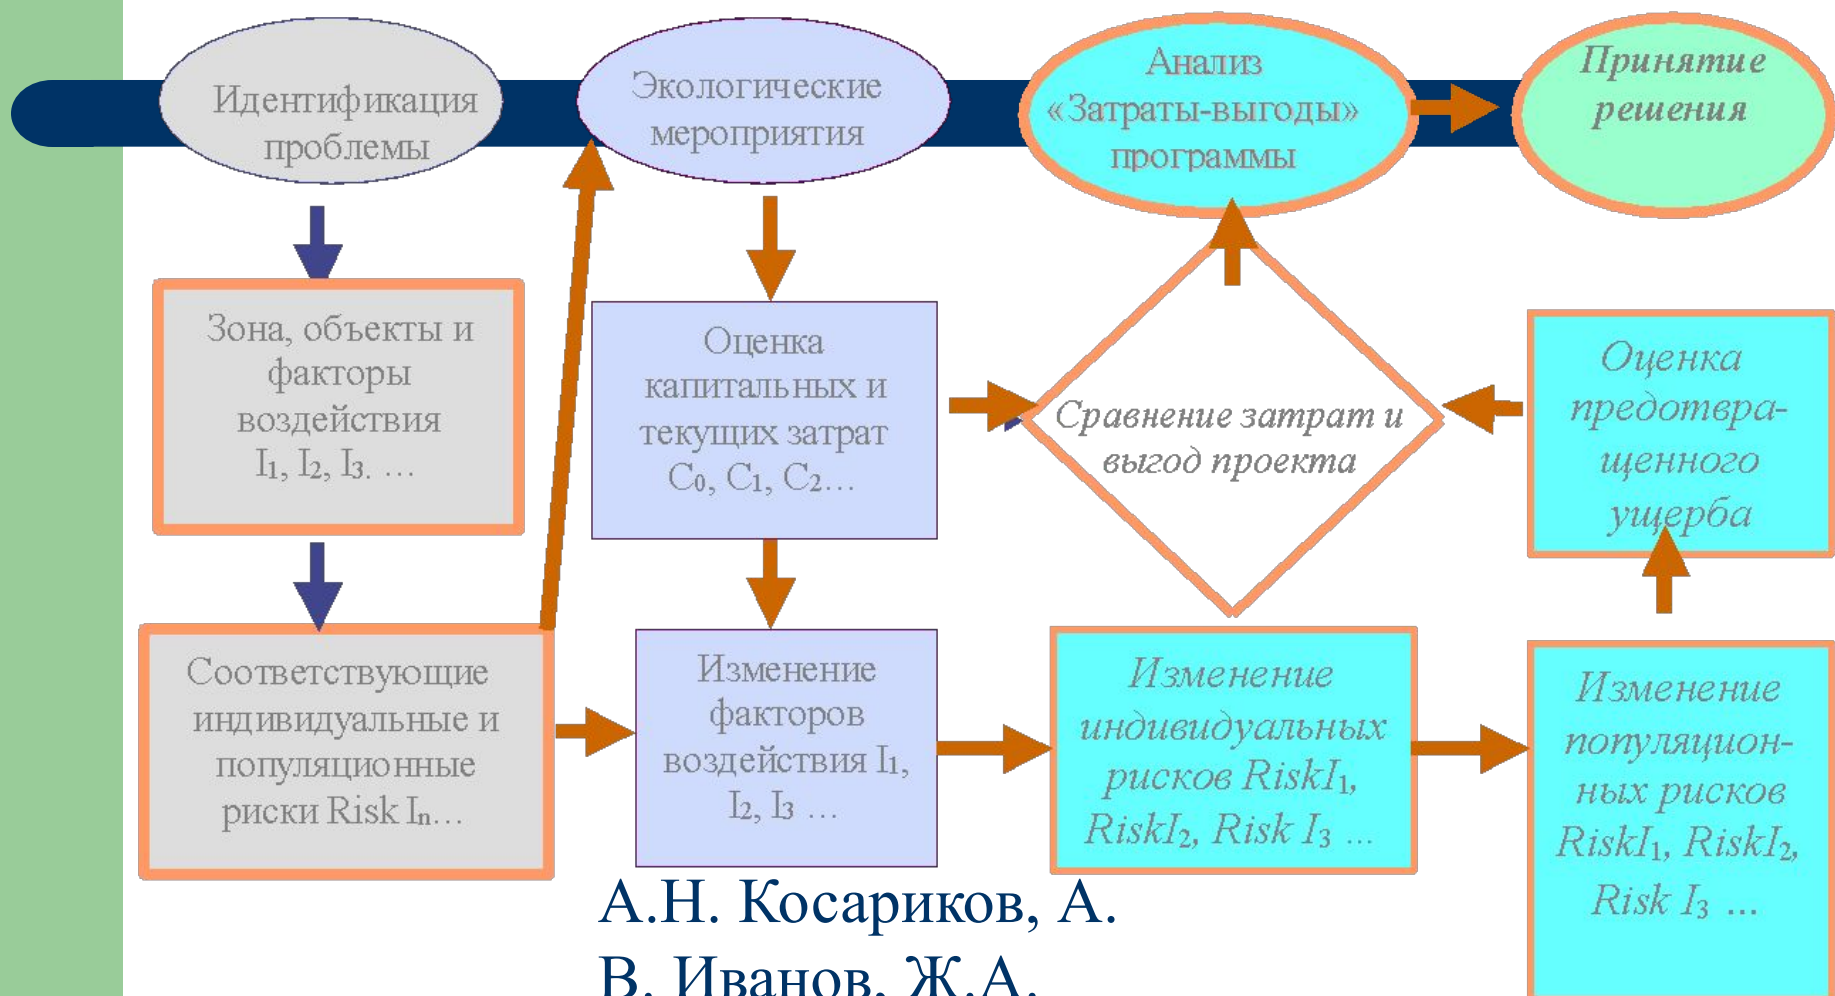 Идентификация
проблемы
Экологические
мероприятия
Анализ
«Затраты-выгоды»
программы
Принятие
решения
Зона, объекты и
факторы
воздействия
I₁, I₂, I₃. …
Оценка
капитальных и
текущих затрат
C₀, C₁, C₂…
Сравнение затрат и
выгод проекта
Оценка
предотвра-
щенного
ущерба
Соответствующие
индивидуальные и
популяционные
риски Risk Iₙ…
Изменение
факторов
воздействия I₁,
I₂, I₃ …
Изменение
индивидуальных
рисков RiskI₁,
RiskI₂, Risk I₃ …
Изменение
популяцион-
ных рисков
RiskI₁, RiskI₂,
Risk I₃ …
А.Н. Косариков, А.
В. Иванов, Ж.А.